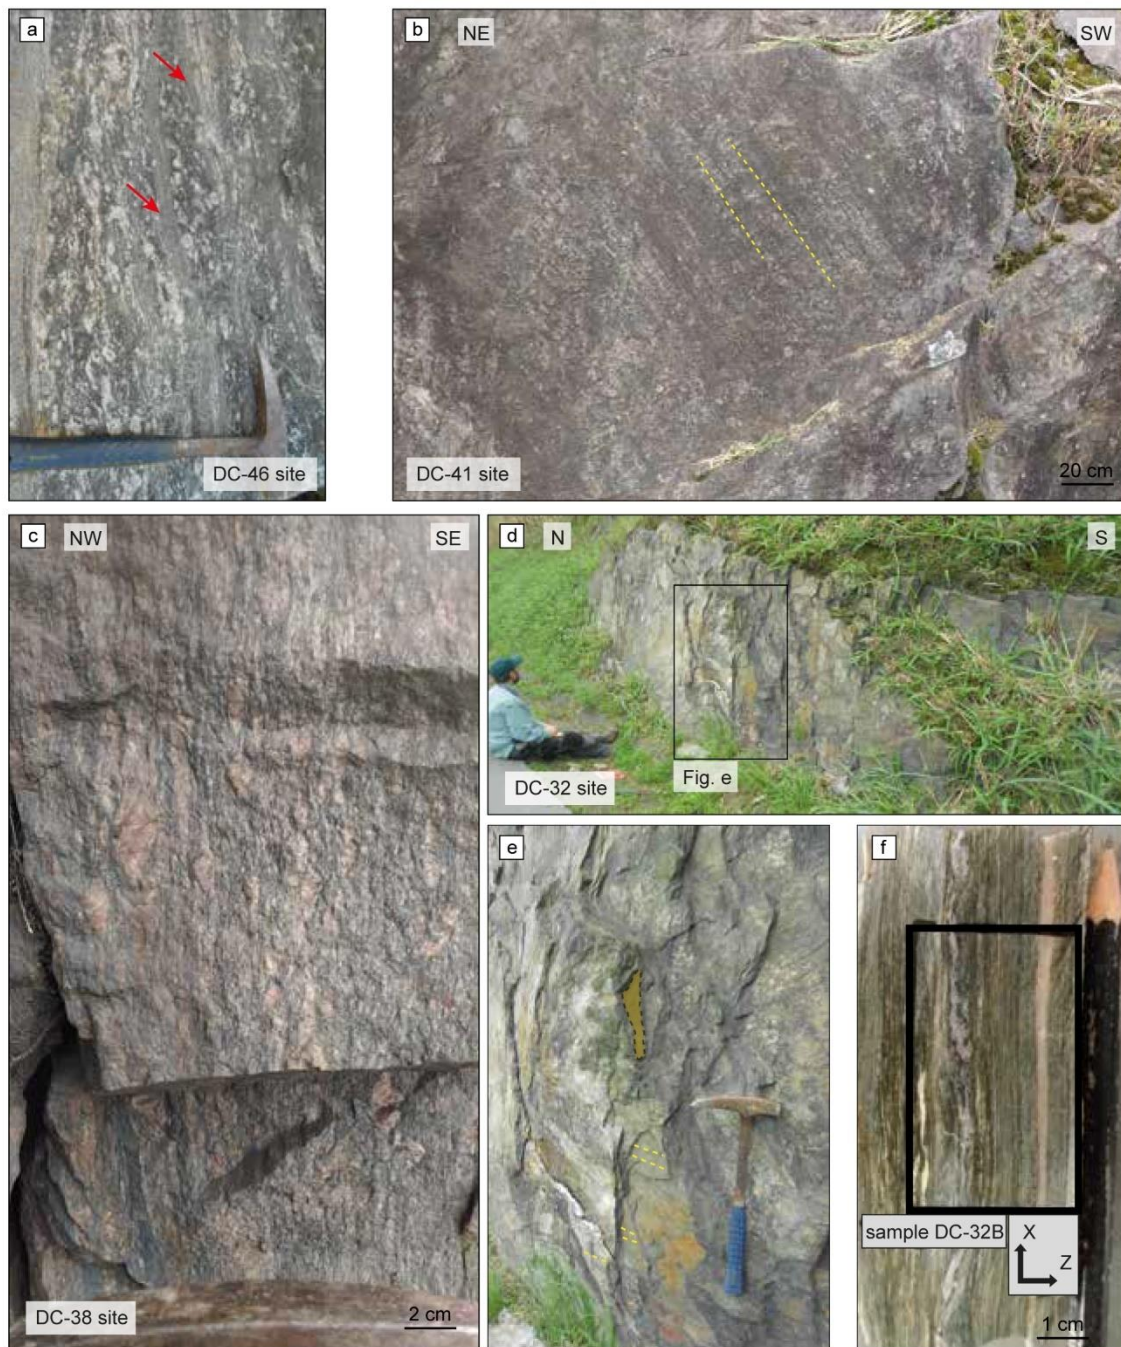 a
b NE SW
DC-46 site
DC-41 site
20 cm
c NW SE
d N S
DC-32 site
Fig. e
e
f
sample DC-32B
X
Z
DC-38 site
2 cm
1 cm